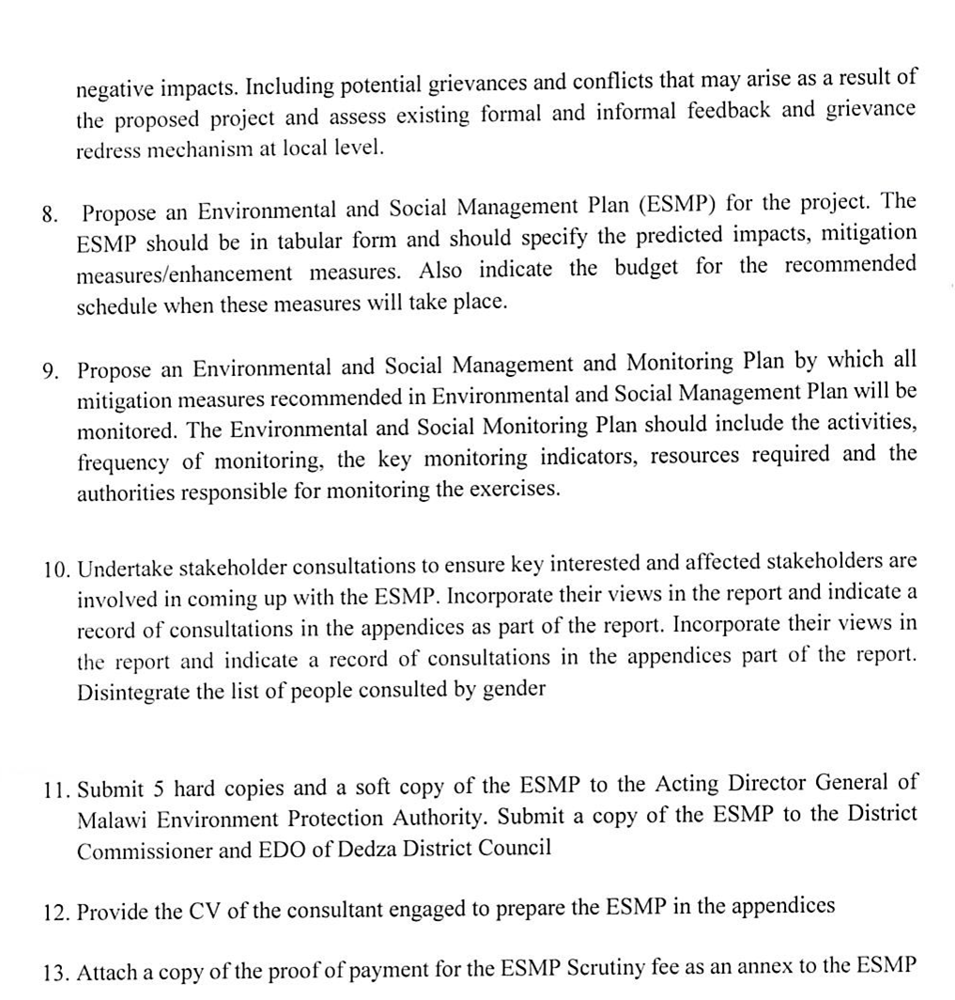 negative impacts. Including potential grievances and conflicts that may arise as a result of
the proposed project and assess existing formal and informal feedback and grievance
redress mechanism at local level.
8. Propose an Environmental and Social Management Plan (ESMP) for the project. The
ESMP should be in tabular form and should specify the predicted impacts, mitigation
measures/enhancement measures. Also indicate the budget for the recommended
schedule when these measures will take place.
9. Propose an Environmental and Social Management and Monitoring Plan by which all
mitigation measures recommended in Environmental and Social Management Plan will be
monitored. The Environmental and Social Monitoring Plan should include the activities,
frequency of monitoring, the key monitoring indicators, resources required and the
authorities responsible for monitoring the exercises.
10. Undertake stakeholder consultations to ensure key interested and affected stakeholders are
involved in coming up with the ESMP. Incorporate their views in the report and indicate a
record of consultations in the appendices as part of the report. Incorporate their views in
the report and indicate a record of consultations in the appendices part of the report.
Disintegrate the list of people consulted by gender
11. Submit 5 hard copies and a soft copy of the ESMP to the Acting Director General of
Malawi Environment Protection Authority. Submit a copy of the ESMP to the District
Commissioner and EDO of Dedza District Council
12. Provide the CV of the consultant engaged to prepare the ESMP in the appendices
13. Attach a copy of the proof of payment for the ESMP Scrutiny fee as an annex to the ESMP